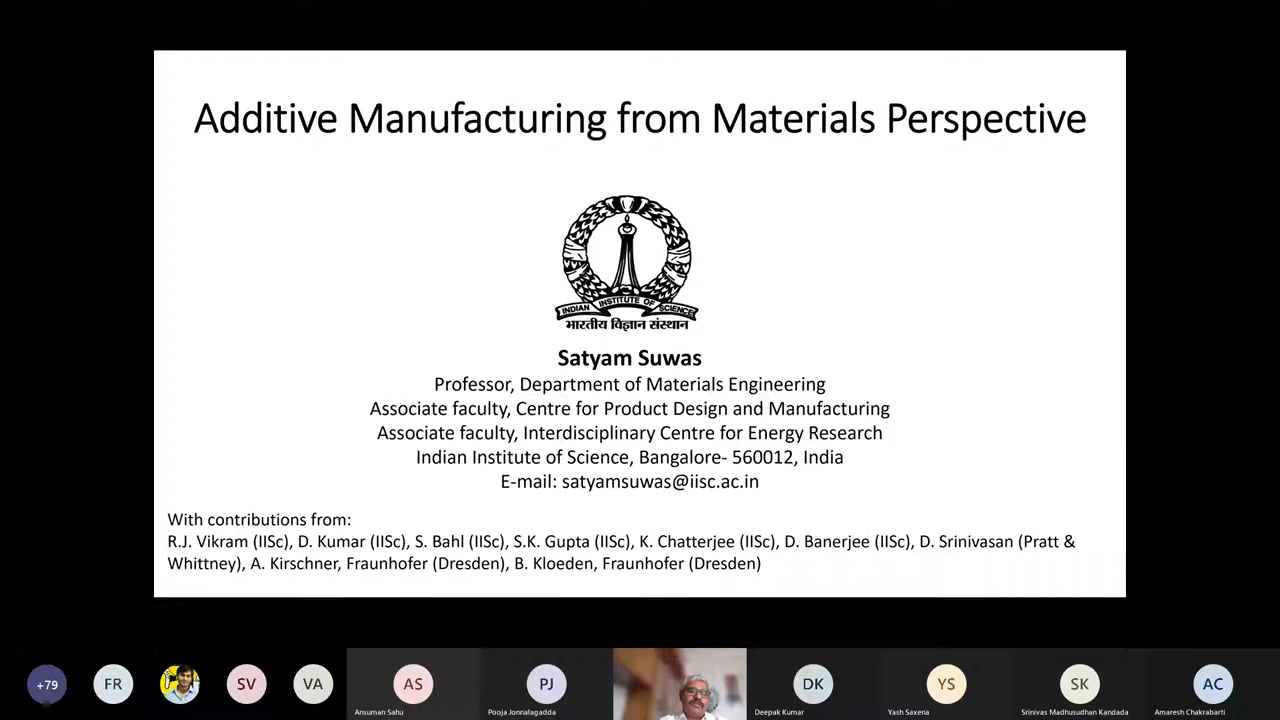 Additive Manufacturing from Materials Perspective
INDIAN INSTITUTE OF SCIENCE
भारतीय विज्ञान संस्थान
Satyam Suwas
Professor, Department of Materials Engineering
Associate faculty, Centre for Product Design and Manufacturing
Associate faculty, Interdisciplinary Centre for Energy Research
Indian Institute of Science, Bangalore- 560012, India
E-mail: satyamsuwas@iisc.ac.in
With contributions from:
R.J. Vikram (IISc), D. Kumar (IISc), S. Bahl (IISc), S.K. Gupta (IISc), K. Chatterjee (IISc), D. Banerjee (IISc), D. Srinivasan (Pratt &
Whitney), A. Kirschner, Fraunhofer (Dresden), B. Kloeden, Fraunhofer (Dresden)
+79 FR SV VA AS PJ DK YS SK AC
Ansuman Sahu Pooja Jonnalagadda Deepak Kumar Yash Saxena Srinivas Madhusudhan Kandada Amaresh Chakrabarti